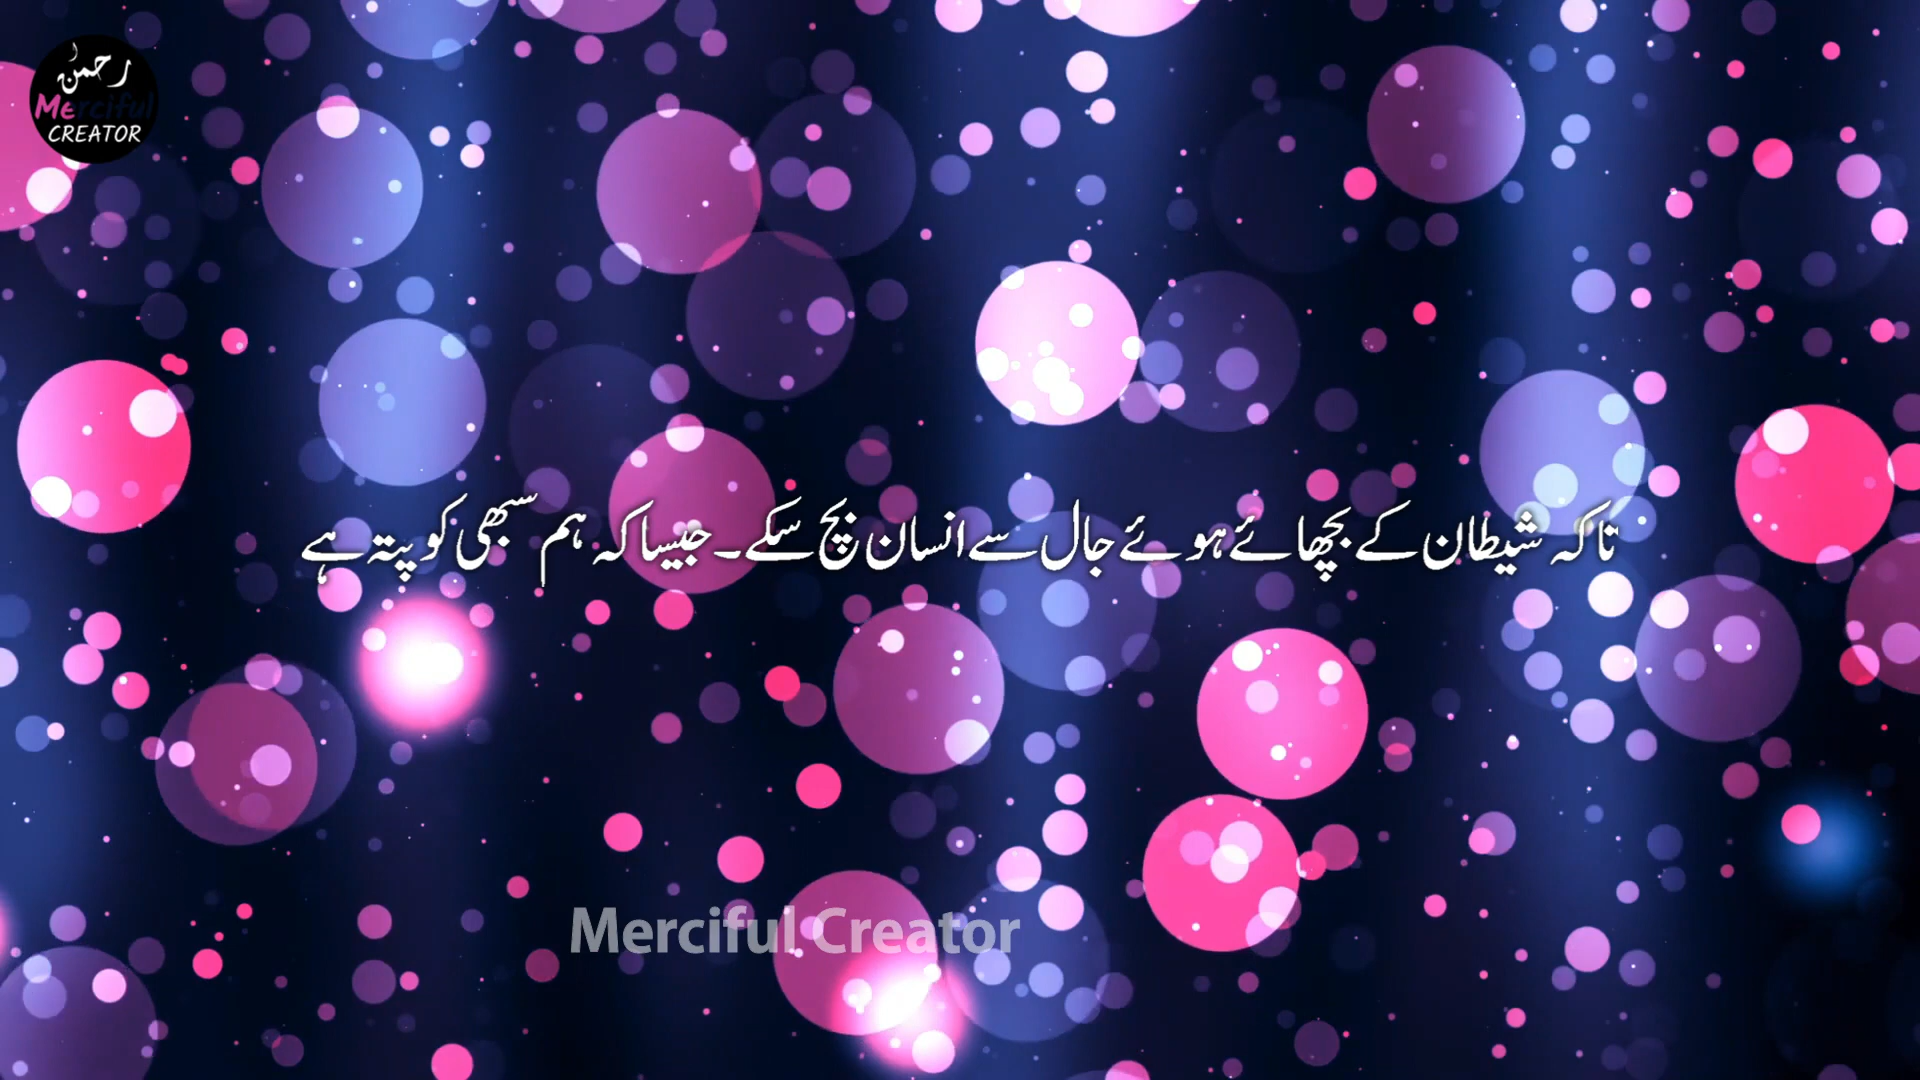 رحمٰن
Merciful
CREATOR
تاکہ شیطان کے بچھائے ہوئے جال سے انسان بچ سکے۔ جیسا کہ ہم سبھی کو پتہ ہے
Merciful Creator